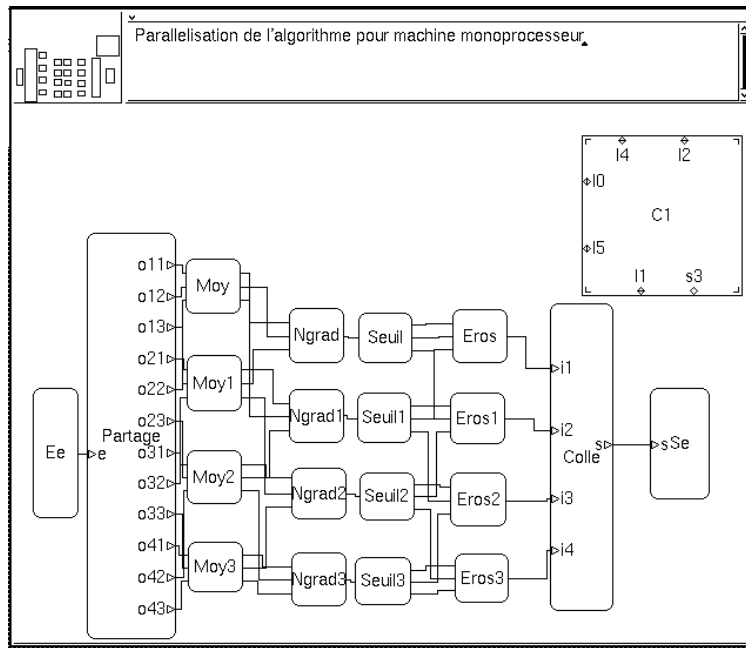 Parallelisation de l'algorithme pour machine monoprocesseur
I4 I2
I0
C1
I5
I1 s3
o11
Moy
o12
o13
Ngrad Seuil Eros
o21
i1
Moy1
o22
Ngrad1 Seuil1 Eros1
o23
i2
Partage
s
s Se
Ee
e
o31
Colle
Moy2
o32
Ngrad2 Seuil2 Eros2
i3
o33
o41
i4
Moy3
o42
Ngrad3 Seuil3 Eros3
o43